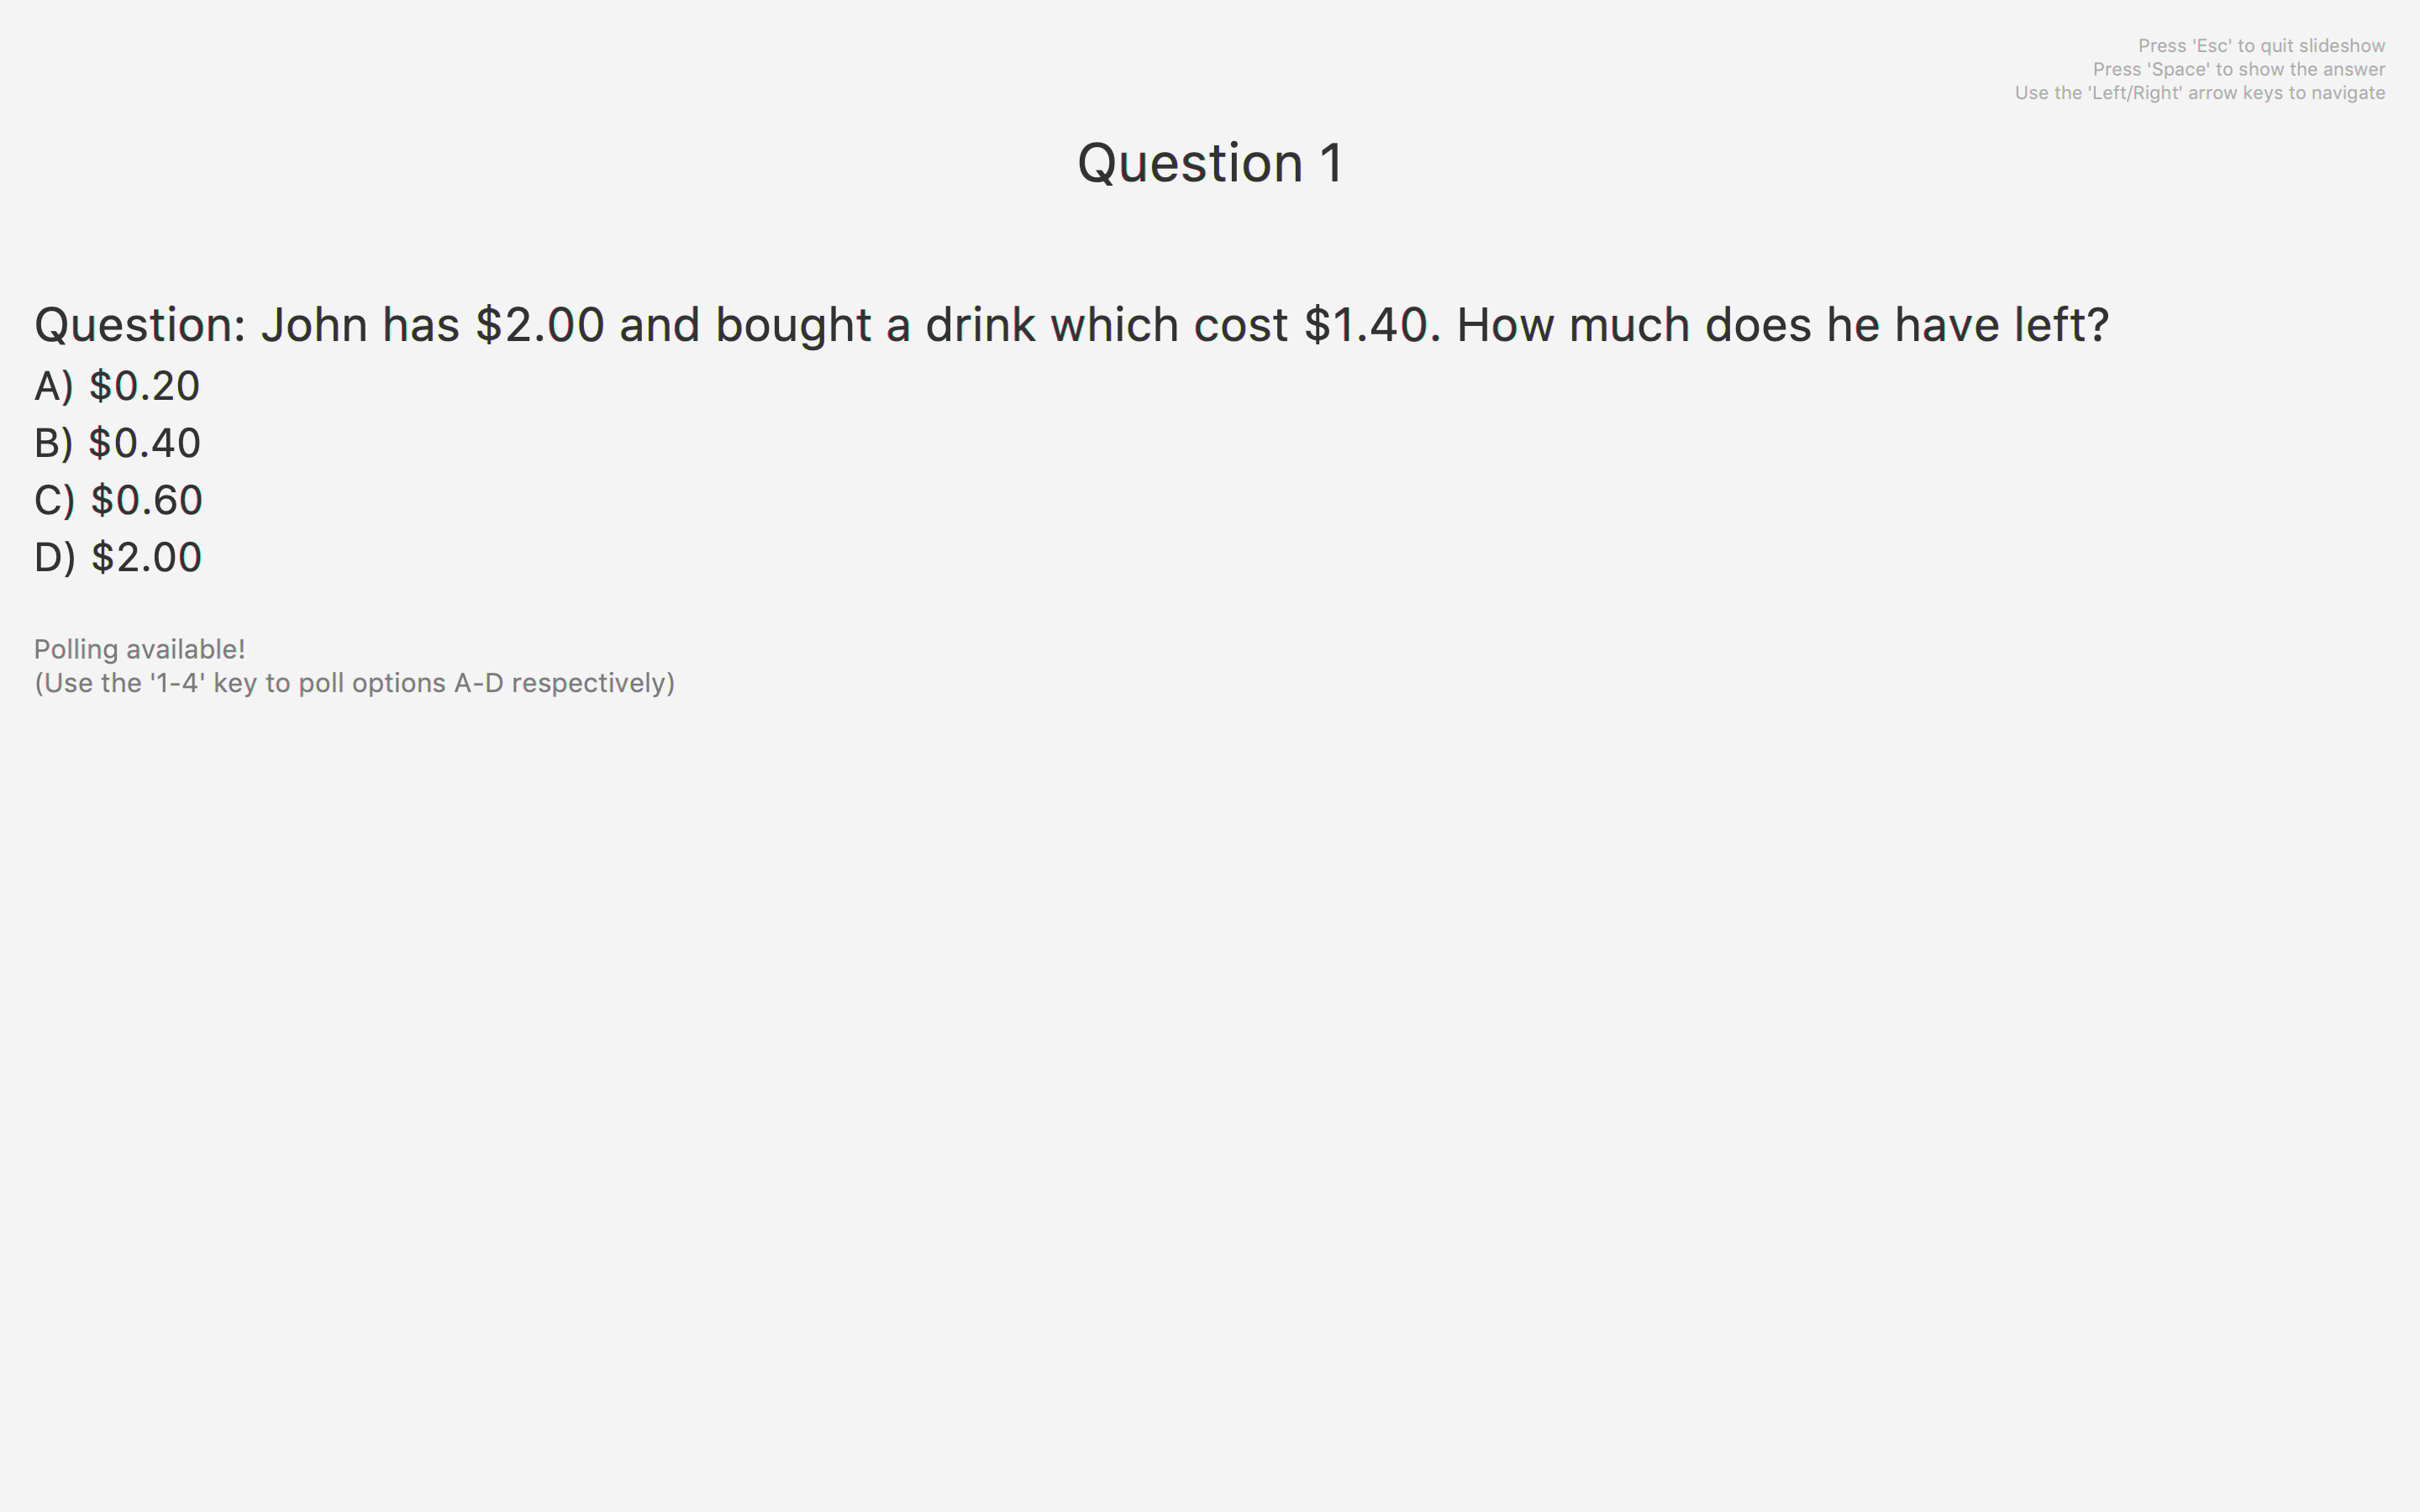 Press 'Esc' to quit slideshow
Press 'Space' to show the answer
Use the 'Left/Right' arrow keys to navigate
Question 1
Question: John has $2.00 and bought a drink which cost $1.40. How much does he have left?
A) $0.20
B) $0.40
C) $0.60
D) $2.00
Polling available!
(Use the '1-4' key to poll options A-D respectively)